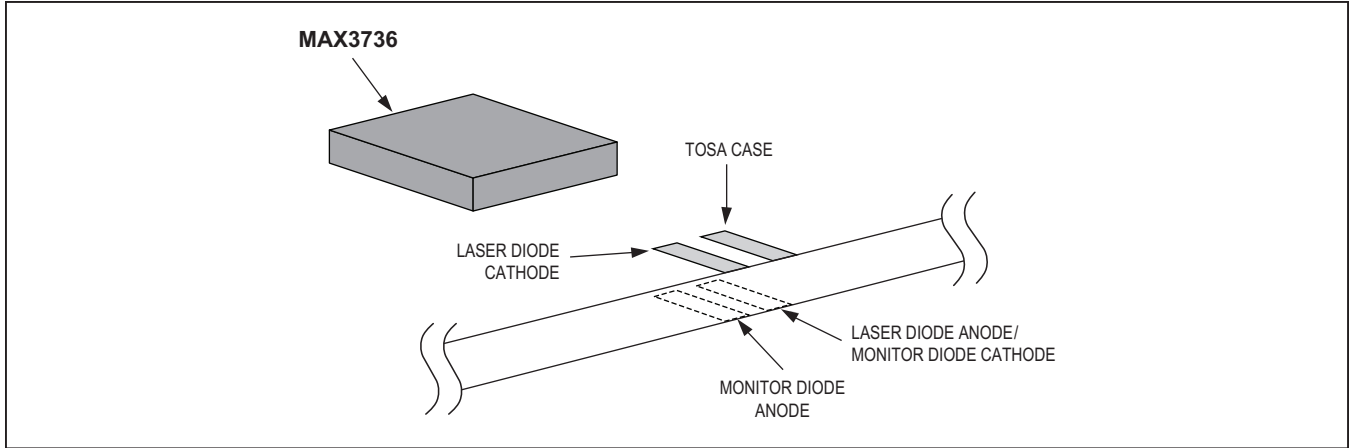 MAX3736
TOSA CASE
LASER DIODE
CATHODE
LASER DIODE ANODE/
MONITOR DIODE CATHODE
MONITOR DIODE
ANODE